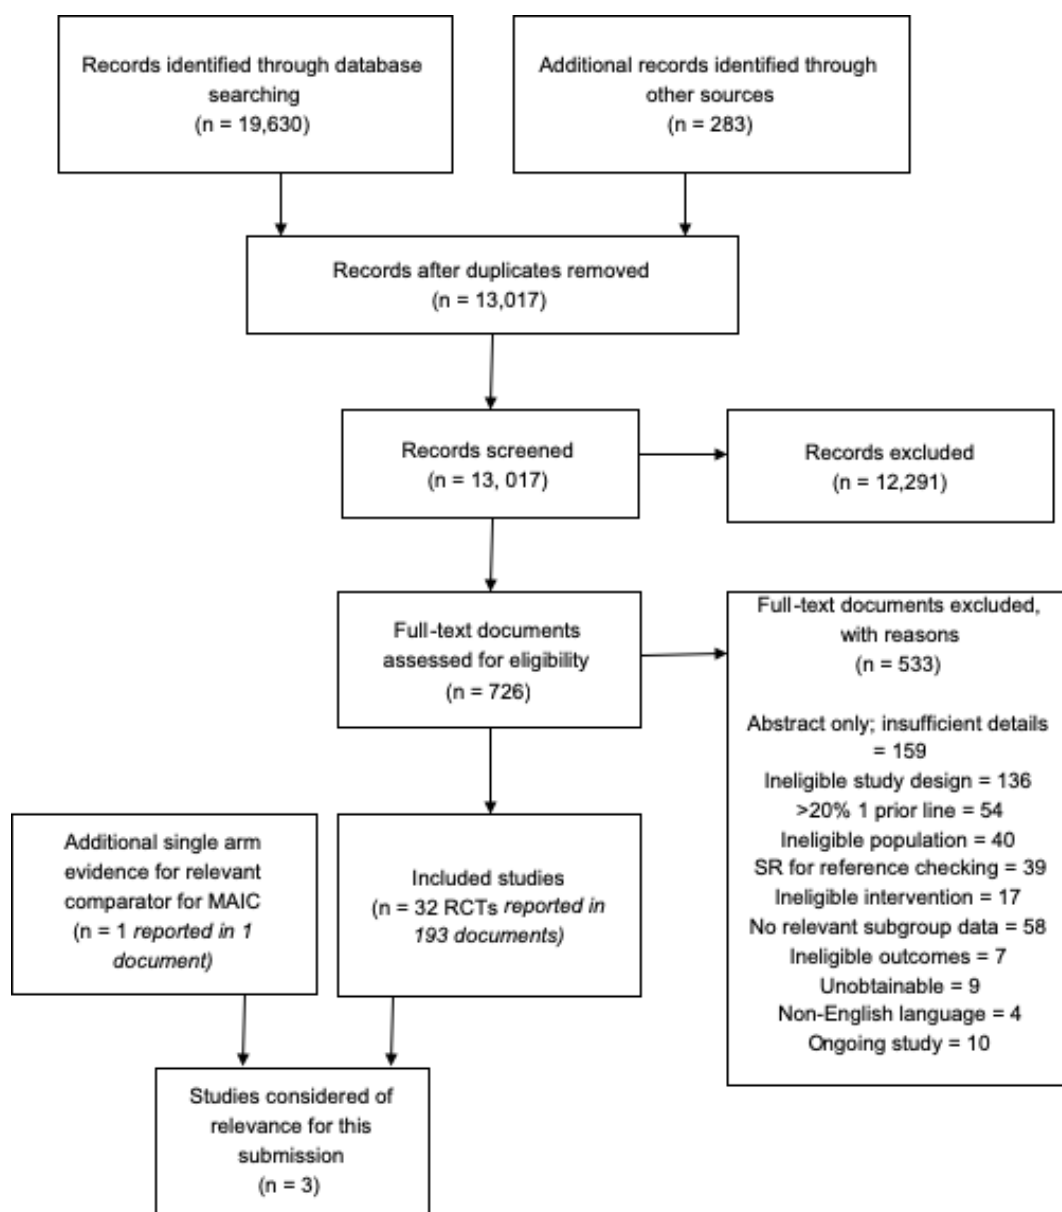 Records identified through database
searching
(n = 19,630)
Additional records identified through
other sources
(n = 283)
Records after duplicates removed
(n = 13,017)
Records screened
(n = 13, 017)
Records excluded
(n = 12,291)
Full-text documents
assessed for eligibility
(n = 726)
Full-text documents excluded,
with reasons
(n = 533)
Abstract only; insufficient details
= 159
Ineligible study design = 136
>20% 1 prior line = 54
Ineligible population = 40
SR for reference checking = 39
Ineligible intervention = 17
No relevant subgroup data = 58
Ineligible outcomes = 7
Unobtainable = 9
Non-English language = 4
Ongoing study = 10
Additional single arm
evidence for relevant
comparator for MAIC
(n = 1 reported in 1
document)
Included studies
(n = 32 RCTs reported in
193 documents)
Studies considered of
relevance for this
submission
(n = 3)